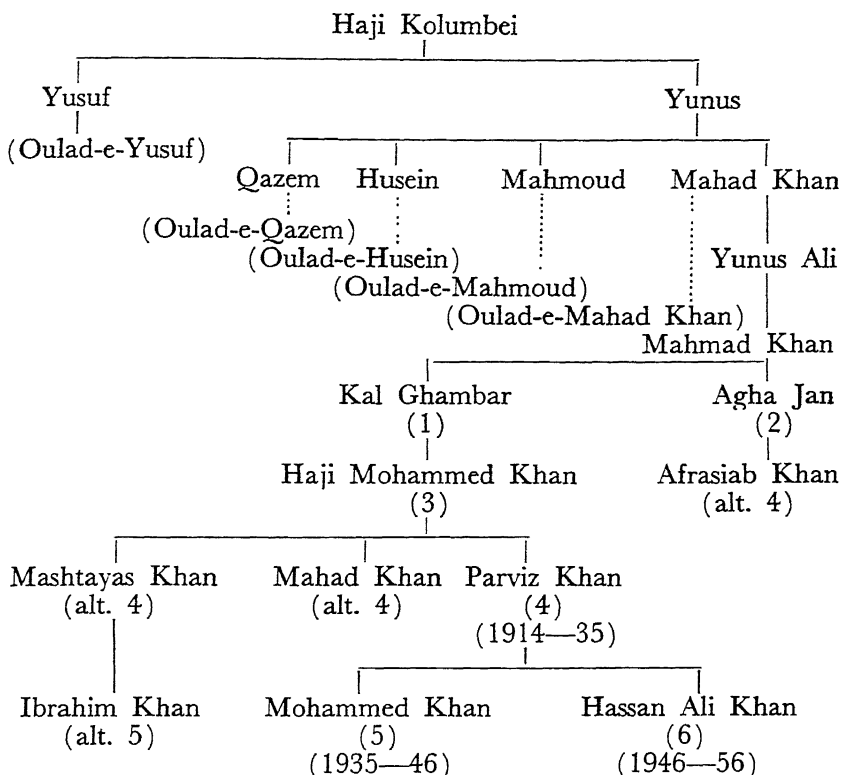 Haji Kolumbei
Yusuf Yunus
(Oulad-e-Yusuf)
Qazem Husein Mahmoud Mahad Khan
(Oulad-e-Qazem)
(Oulad-e-Husein) Yunus Ali
(Oulad-e-Mahmoud)
(Oulad-e-Mahad Khan)
Mahmad Khan
Kal Ghambar Agha Jan
(1) (2)
Haji Mohammed Khan Afrasiab Khan
(3) (alt. 4)
Mashtayas Khan Mahad Khan Parviz Khan
(alt. 4) (alt. 4) (4)
(1914—35)
Ibrahim Khan Mohammed Khan Hassan Ali Khan
(alt. 5) (5) (6)
(1935—46) (1946—56)